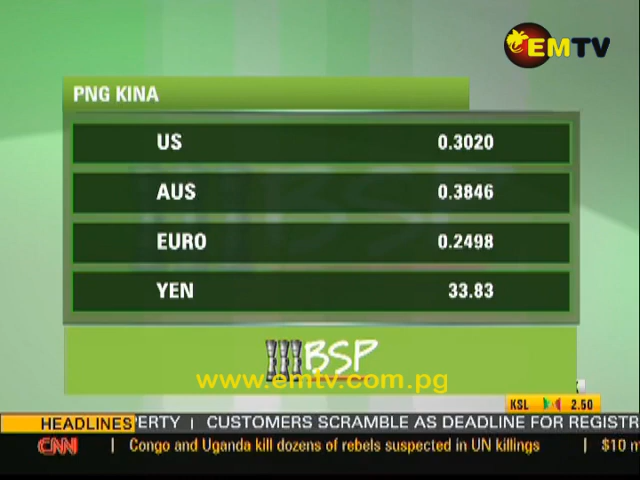 EMTV
PNG KINA
US 0.3020
AUS 0.3846
EURO 0.2498
YEN 33.83
BSP
www.emtv.com.pg
KSL 2.50
HEADLINES ERTY | CUSTOMERS SCRAMBLE AS DEADLINE FOR REGISTR
CNN | Congo and Uganda kill dozens of rebels suspected in UN killings | $10 m